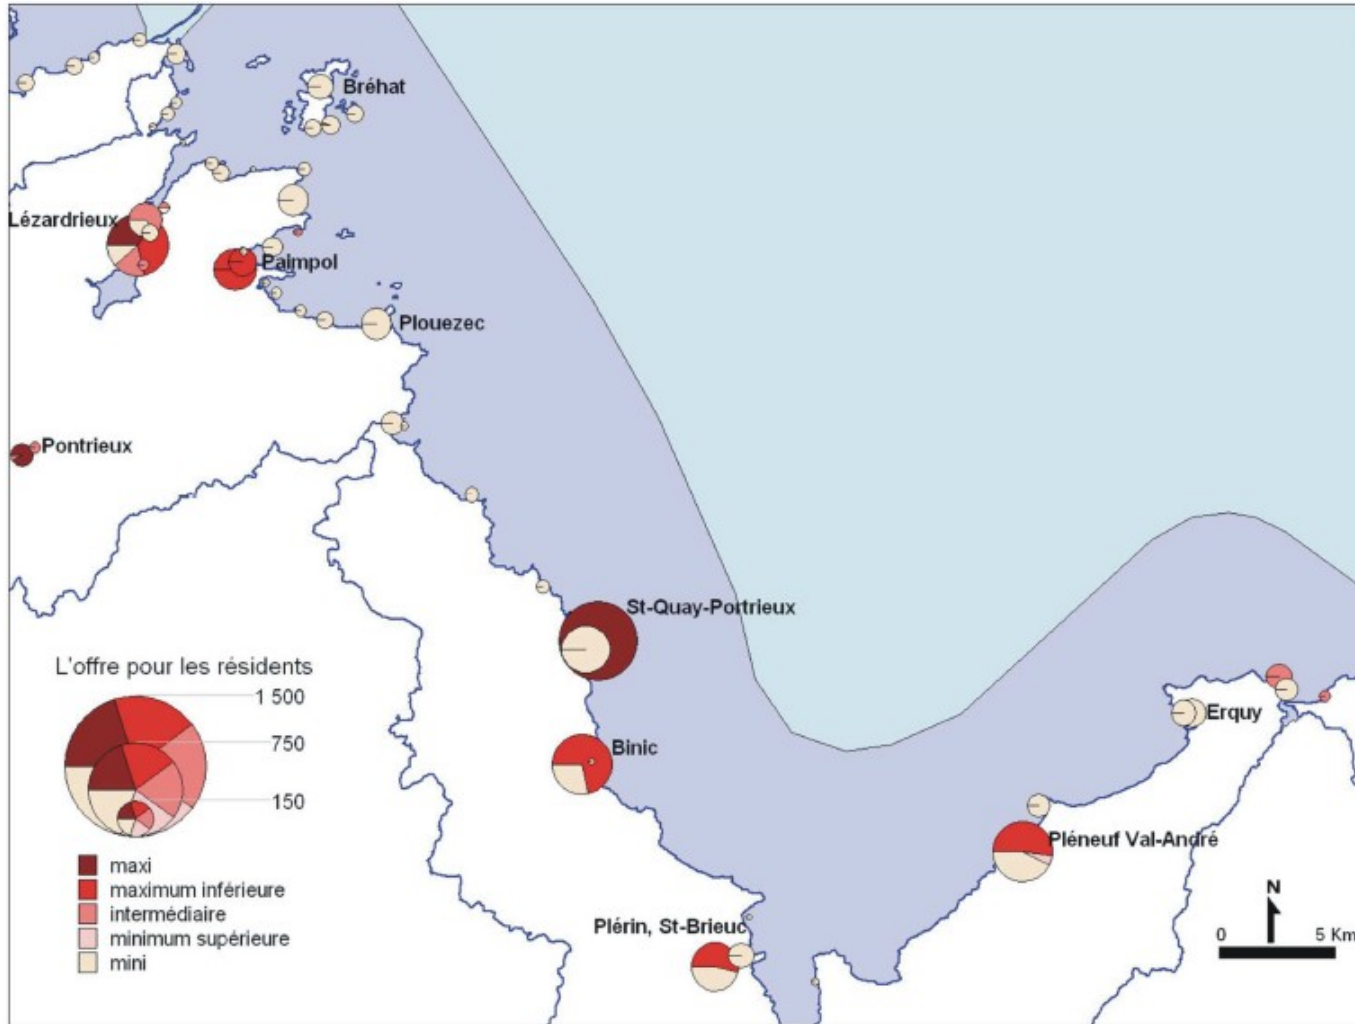 Bréhat
Lézardrieux
Paimpol
Plouezec
Pontrieux
St-Quay-Portrieux
L'offre pour les résidents
1 500
750
150
Binic
Erquy
Pléneuf Val-André
maxi
maximum inférieure
intermédiaire
minimum supérieure
mini
Plérin, St-Brieuc
N
0 5 Km